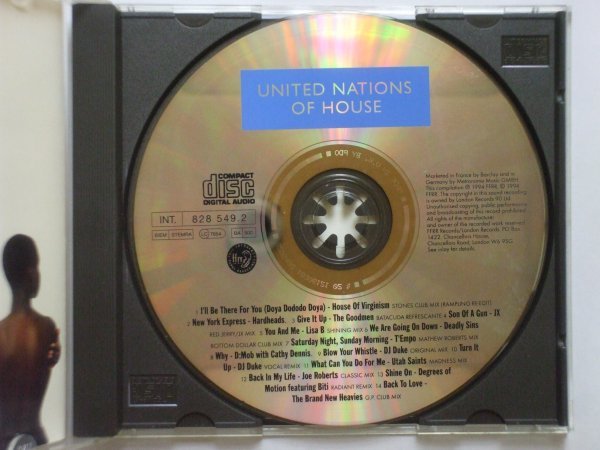 UNITED NATIONS
OF HOUSE
COMPACT
disc
DIGITAL AUDIO
INT. 828 549.2
BIEM STEMRA LC 7654
ffrr
Marketed in France by Barclay and in
Germany by Metronome Music GMBH.
This compilation ℗ 1994 FFRR, © 1994
FFRR. The copyright in this sound recording
is owned by London Records 90 Ltd.
Unauthorised copying, public performance
and broadcasting of this record prohibited.
All rights of the manufacturer
and owner of the recorded work reserved.
FFRR Records/London Records. PO Box
1422, Chancellors House,
Chancellors Road, London W6 9SG.
See inlay for details.
1 I'll Be There For You (Doya Dododo Doya) - House Of Virgieism STONES CLUB MIX (RAMPLING RE-EDIT)
2 New York Express - Hardheads. 3 Give It Up - The Goodmen BATACUDA REFRESCANTE 4 Son Of A Gun - JX
RED JERRY/JX MIX 5 You And Me - Lisa B SHINING MIX 6 We Are Going On Down - Deadly Sins
BOTTOM DOLLAR CLUB MIX 7 Saturday Night, Sunday Morning - T'Empo MATHEW ROBERTS MIX
8 Why - D:Mob with Cathy Dennis. 9 Blow Your Whistle - DJ Duke ORIGINAL MIX 10 Turn It
Up - DJ Duke VOCAL REMIX 11 What Can You Do For Me - Utah Saints MADNESS MIX
12 Back In My Life - Joe Roberts CLASSIC MIX 13 Shine On - Degrees of
Motion featuring Biti RADIANT REMIX 14 Back To Love -
The Brand New Heavies G.P. CLUB MIX